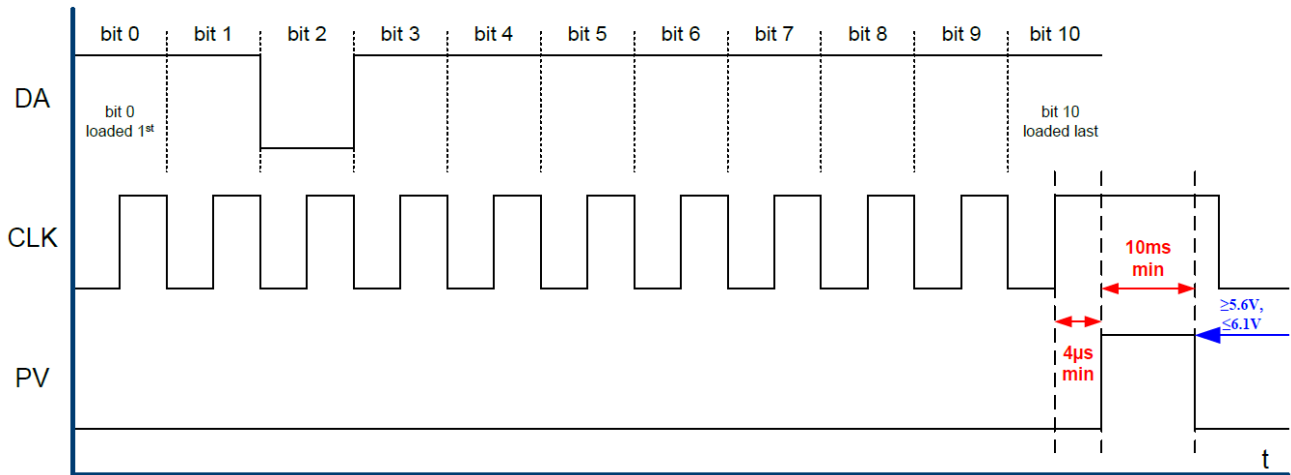 bit 0 bit 1 bit 2 bit 3 bit 4 bit 5 bit 6 bit 7 bit 8 bit 9 bit 10
DA
bit 0
loaded 1st
bit 10
loaded last
CLK
10ms
min
≥5.6V,
≤6.1V
4µs
min
PV
t